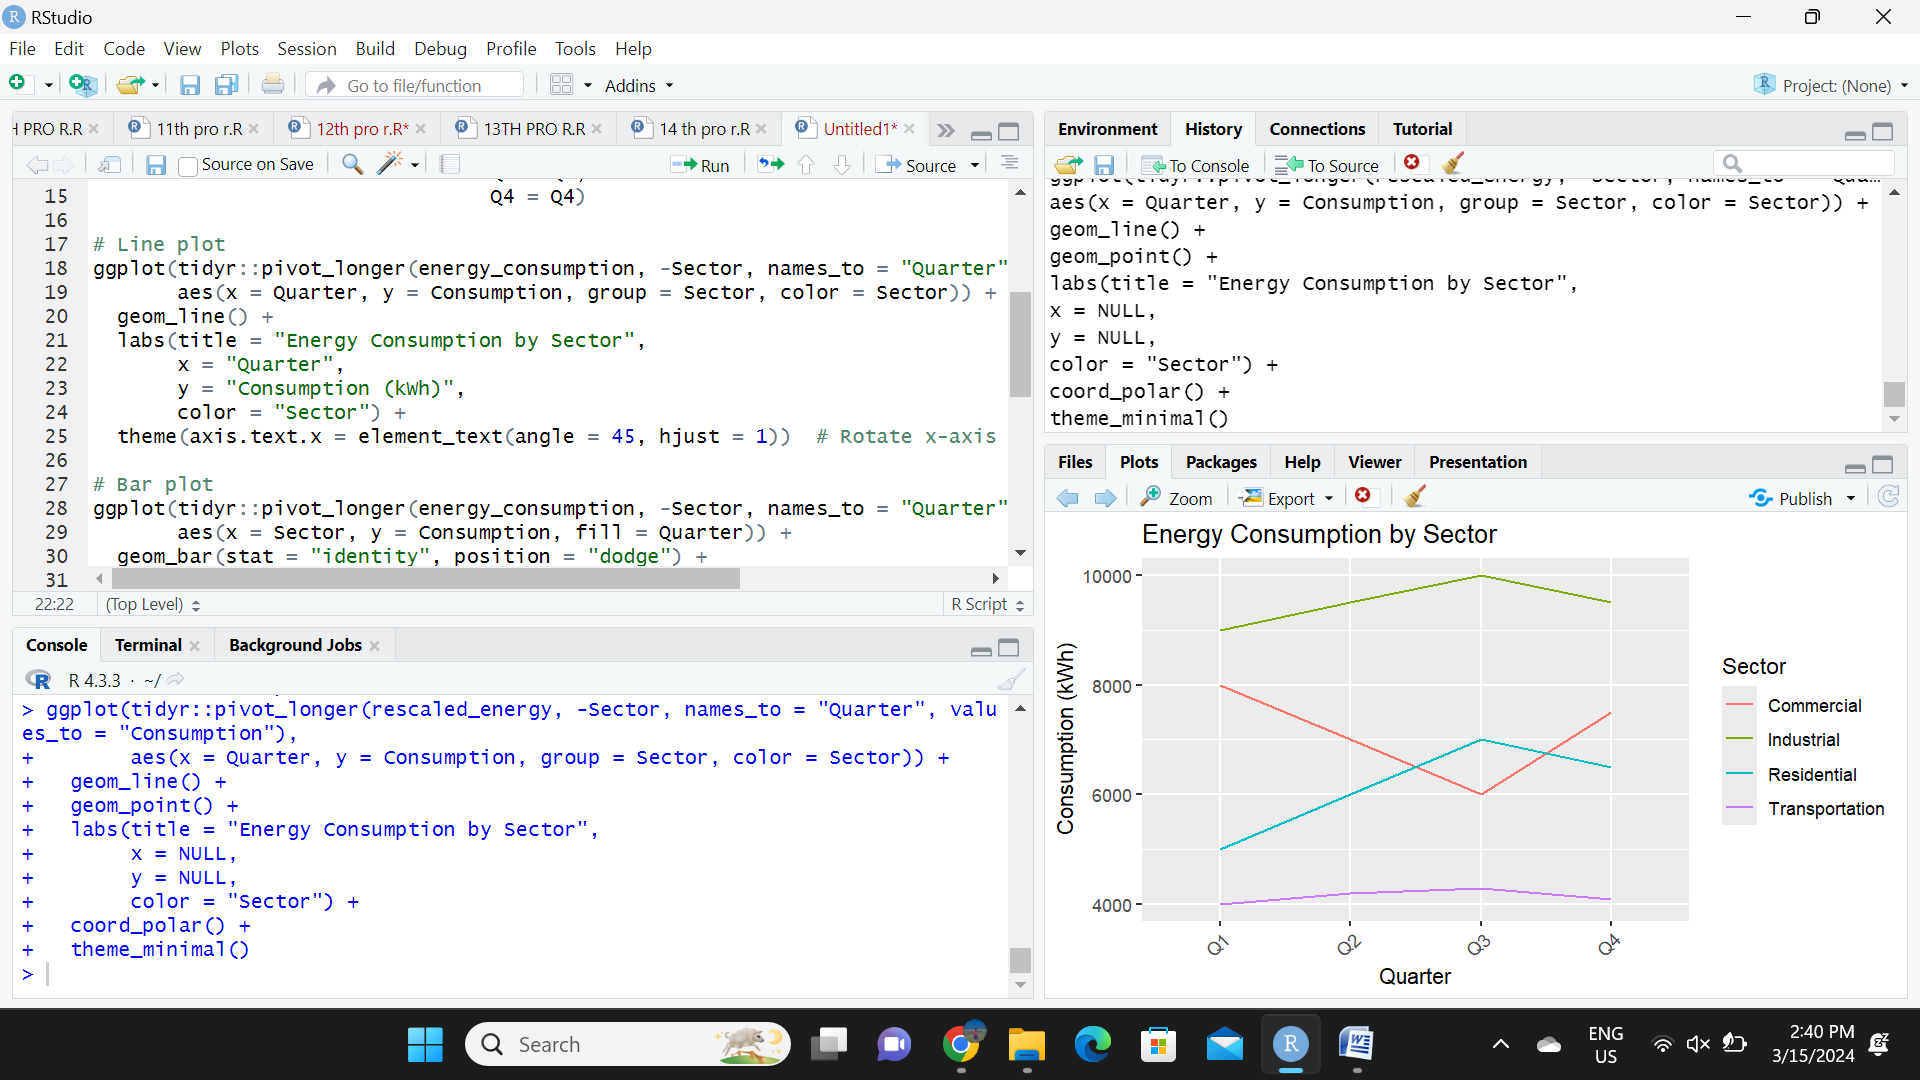 RStudio
File Edit Code View Plots Session Build Debug Profile Tools Help
Go to file/function Addins Project: (None)
PRO R.R 11th pro r.R 12th pro r.R* 13TH PRO R.R 14 th pro r.R Untitled1*
Source on Save Run Source
15 Q4 = Q4)
16
17 # Line plot
18 ggplot(tidyr::pivot_longer(energy_consumption, -Sector, names_to = "Quarter"
19 aes(x = Quarter, y = Consumption, group = Sector, color = Sector)) +
20 geom_line() +
21 labs(title = "Energy Consumption by Sector",
22 x = "Quarter",
23 y = "Consumption (kWh)",
24 color = "Sector") +
25 theme(axis.text.x = element_text(angle = 45, hjust = 1)) # Rotate x-axis
26
27 # Bar plot
28 ggplot(tidyr::pivot_longer(energy_consumption, -Sector, names_to = "Quarter"
29 aes(x = Sector, y = Consumption, fill = Quarter)) +
30 geom_bar(stat = "identity", position = "dodge") +
31
22:22 (Top Level) R Script
Console Terminal Background Jobs
R 4.3.3 · ~/
> ggplot(tidyr::pivot_longer(rescaled_energy, -Sector, names_to = "Quarter", valu
es_to = "Consumption"),
+ aes(x = Quarter, y = Consumption, group = Sector, color = Sector)) +
+ geom_line() +
+ geom_point() +
+ labs(title = "Energy Consumption by Sector",
+ x = NULL,
+ y = NULL,
+ color = "Sector") +
+ coord_polar() +
+ theme_minimal()
>
Environment History Connections Tutorial
To Console To Source
ggplot(tidyr::pivot_longer(rescaled_energy, -Sector, names_to = "Qua...
aes(x = Quarter, y = Consumption, group = Sector, color = Sector)) +
geom_line() +
geom_point() +
labs(title = "Energy Consumption by Sector",
x = NULL,
y = NULL,
color = "Sector") +
coord_polar() +
theme_minimal()
Files Plots Packages Help Viewer Presentation
Zoom Export Publish
Energy Consumption by Sector
Consumption (kWh)
10000
8000
6000
4000
Q1 Q2 Q3 Q4
Quarter
Sector
Commercial
Industrial
Residential
Transportation
Search
ENG
US
2:40 PM
3/15/2024